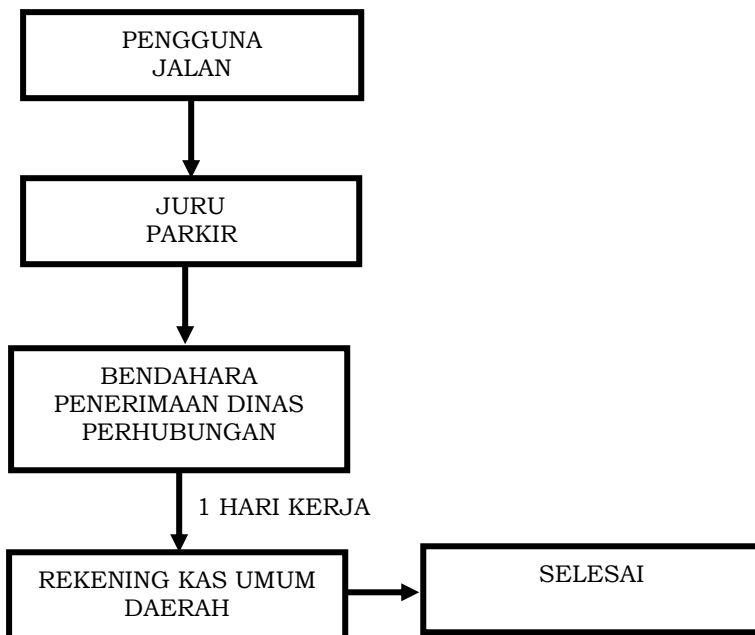 PENGGUNA
JALAN
JURU
PARKIR
BENDAHARA
PENERIMAAN DINAS
PERHUBUNGAN
1 HARI KERJA
REKENING KAS UMUM
DAERAH
SELESAI